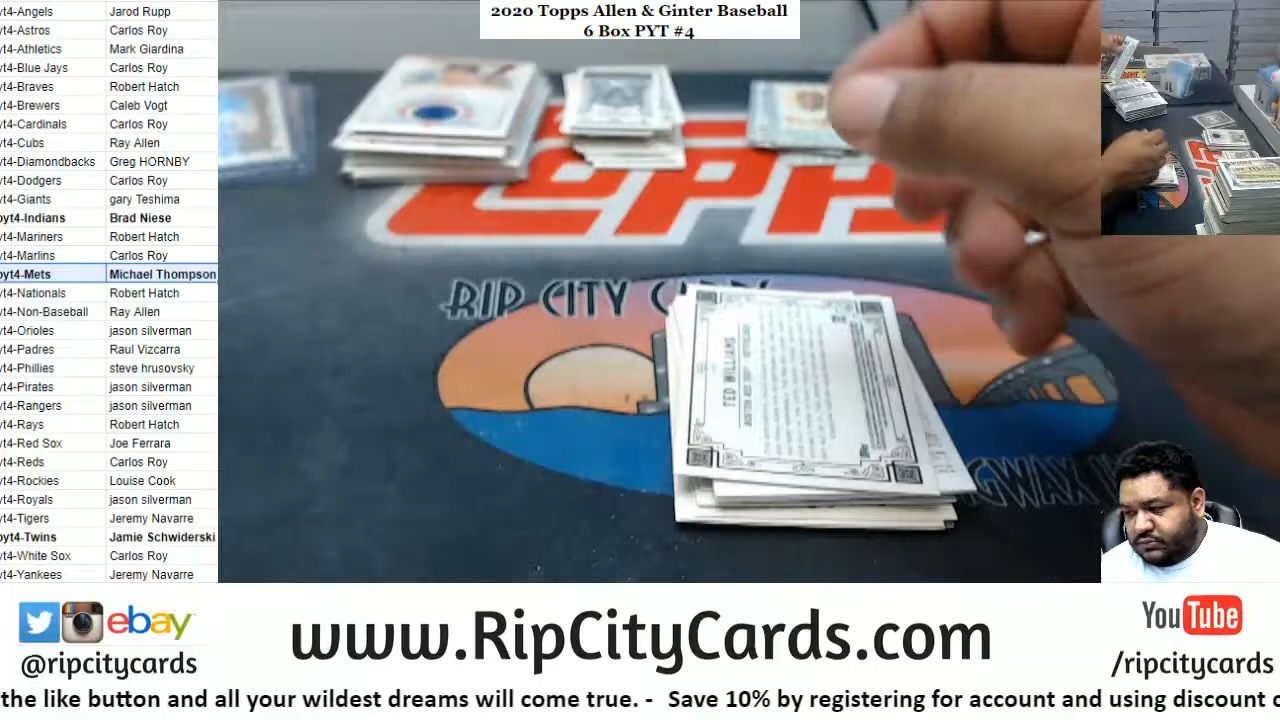 2020 Topps Allen & Ginter Baseball
6 Box PYT #4
yt4-Angels Jarod Rupp
yt4-Astros Carlos Roy
yt4-Athletics Mark Giardina
yt4-Blue Jays Carlos Roy
yt4-Braves Robert Hatch
yt4-Brewers Caleb Vogt
yt4-Cardinals Carlos Roy
yt4-Cubs Ray Allen
yt4-Diamondbacks Greg HORNBY
yt4-Dodgers Carlos Roy
yt4-Giants gary Teshima
pyt4-Indians Brad Niese
yt4-Mariners Robert Hatch
yt4-Marlins Carlos Roy
pyt4-Mets Michael Thompson
yt4-Nationals Robert Hatch
yt4-Non-Baseball Ray Allen
yt4-Orioles jason silverman
yt4-Padres Raul Vizcarra
yt4-Phillies steve hrusovsky
yt4-Pirates jason silverman
yt4-Rangers jason silverman
yt4-Rays Robert Hatch
yt4-Red Sox Joe Ferrara
yt4-Reds Carlos Roy
yt4-Rockies Louise Cook
yt4-Royals jason silverman
yt4-Tigers Jeremy Navarre
pyt4-Twins Jamie Schwiderski
yt4-White Sox Carlos Roy
yt4-Yankees Jeremy Navarre
RIP CITY C
TED WILLIAMS
GWAX
ebay
@ripcitycards
www.RipCityCards.com
YouTube
/ripcitycards
the like button and all your wildest dreams will come true. - Save 10% by registering for account and using discount